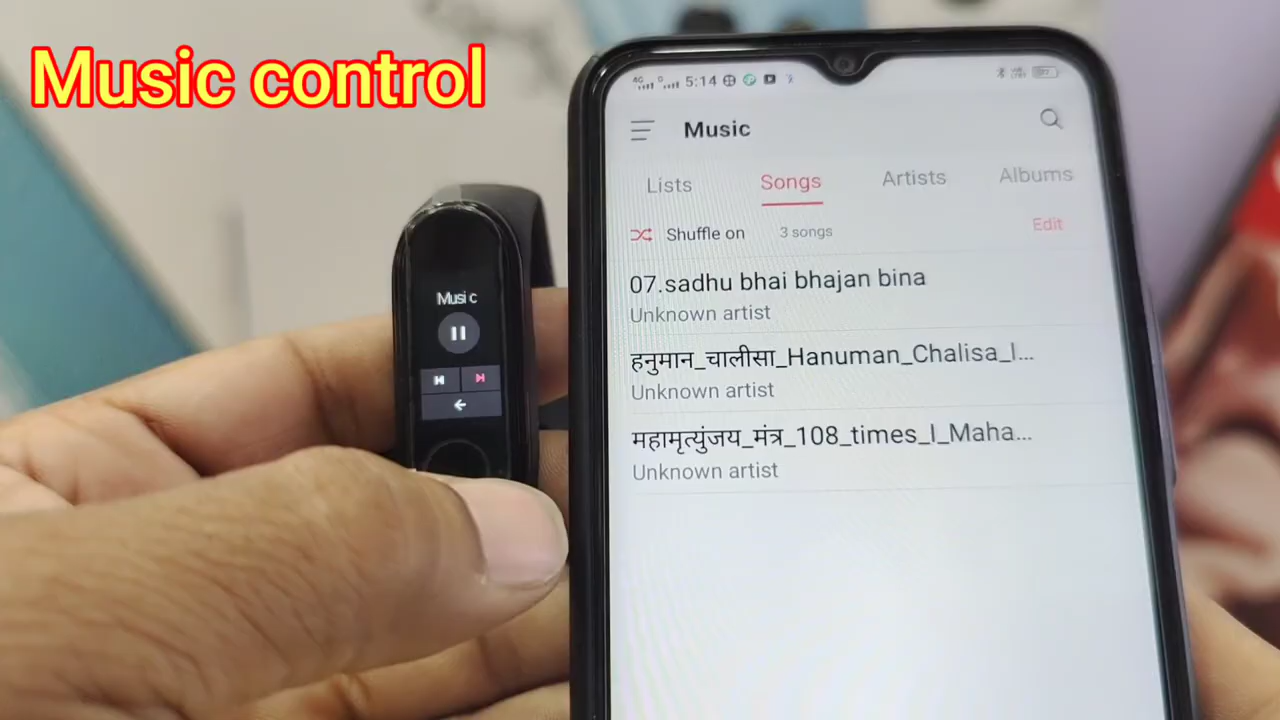 Music control
4G
5:14
Music
Lists Songs Artists Albums
Shuffle on 3 songs Edit
07.sadhu bhai bhajan bina
Unknown artist
हनुमान_चालीसा_Hanuman_Chalisa_I...
Unknown artist
महामृत्युंजय_मंत्र_108_times_I_Maha...
Unknown artist
Music